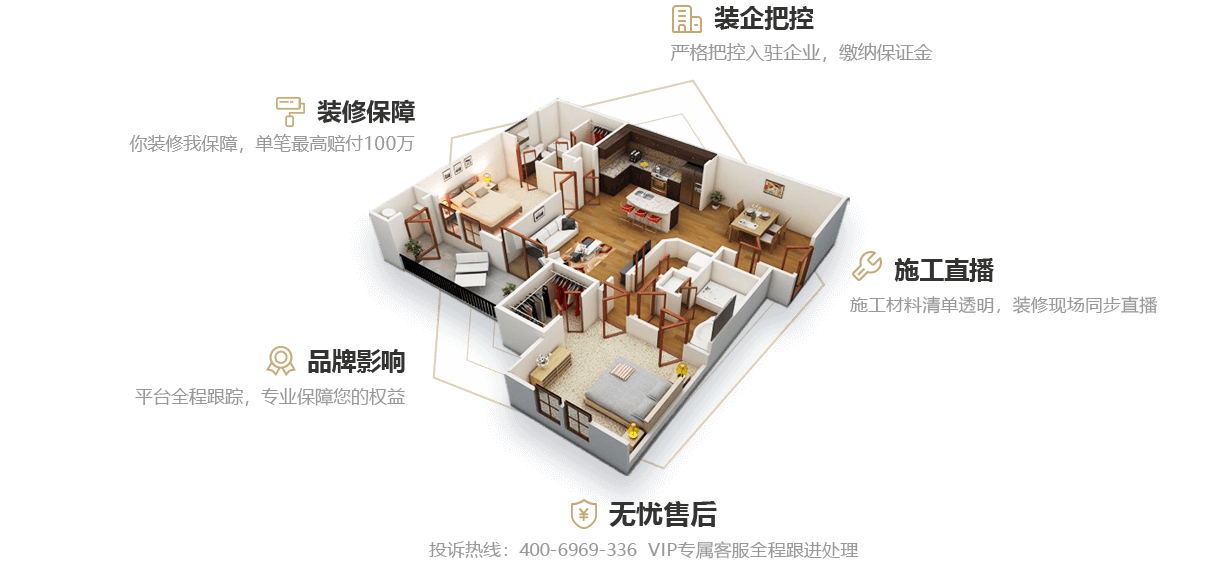 装企把控
严格把控入驻企业，缴纳保证金
装修保障
你装修我保障，单笔最高赔付100万
施工直播
施工材料清单透明，装修现场同步直播
品牌影响
平台全程跟踪，专业保障您的权益
无忧售后
投诉热线：400-6969-336 VIP专属客服全程跟进处理